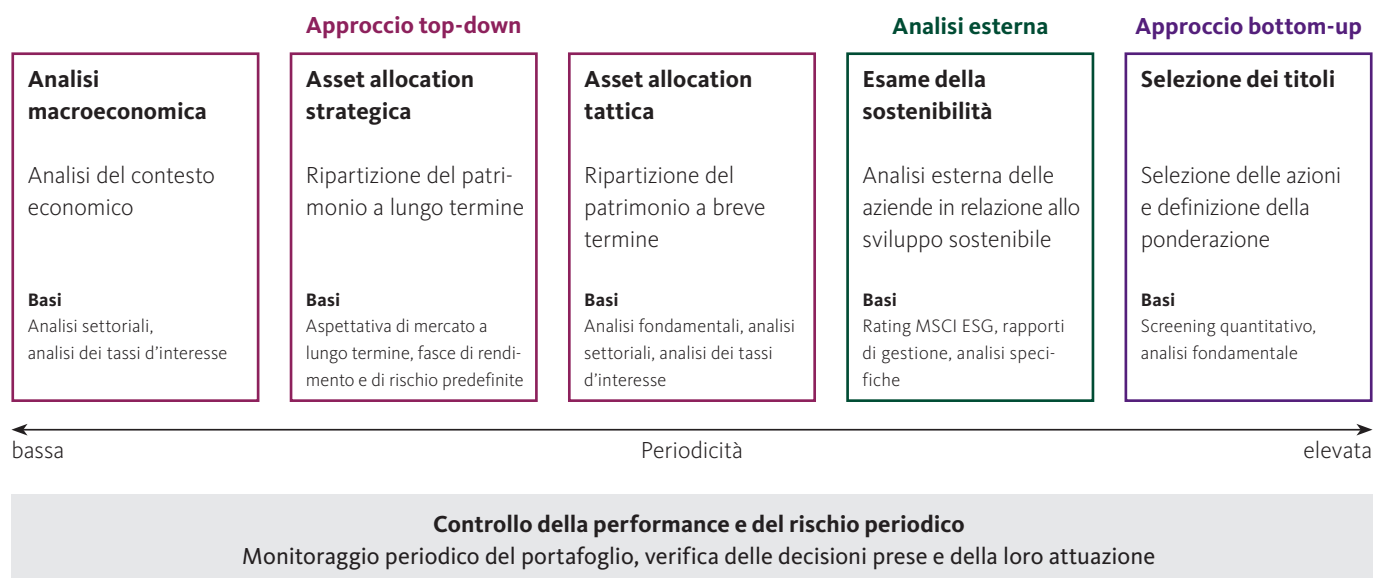 Approccio top-down
Analisi esterna
Approccio bottom-up
Analisi
macroeconomica
Analisi del contesto
economico
Basi
Analisi settoriali,
analisi dei tassi d'interesse
Asset allocation
strategica
Ripartizione del patri-
monio a lungo termine
Basi
Aspettativa di mercato a
lungo termine, fasce di rendi-
mento e di rischio predefinite
Asset allocation
tattica
Ripartizione del
patrimonio a breve
termine
Basi
Analisi fondamentali, analisi
settoriali, analisi dei tassi
d'interesse
Esame della
sostenibilità
Analisi esterna delle
aziende in relazione allo
sviluppo sostenibile
Basi
Rating MSCI ESG, rapporti
di gestione, analisi speci-
fiche
Selezione dei titoli
Selezione delle azioni
e definizione della
ponderazione
Basi
Screening quantitativo,
analisi fondamentale
bassa
Periodicità
elevata
Controllo della performance e del rischio periodico
Monitoraggio periodico del portafoglio, verifica delle decisioni prese e della loro attuazione